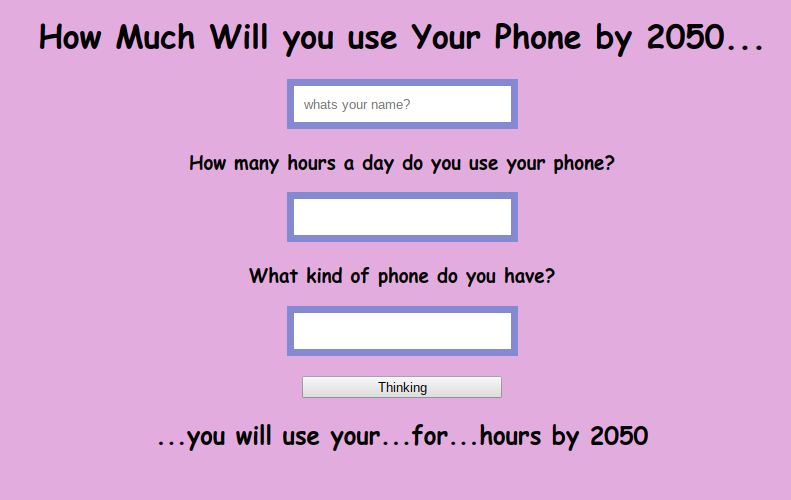 How Much Will you use Your Phone by 2050...
whats your name?
How many hours a day do you use your phone?
What kind of phone do you have?
Thinking
...you will use your...for...hours by 2050